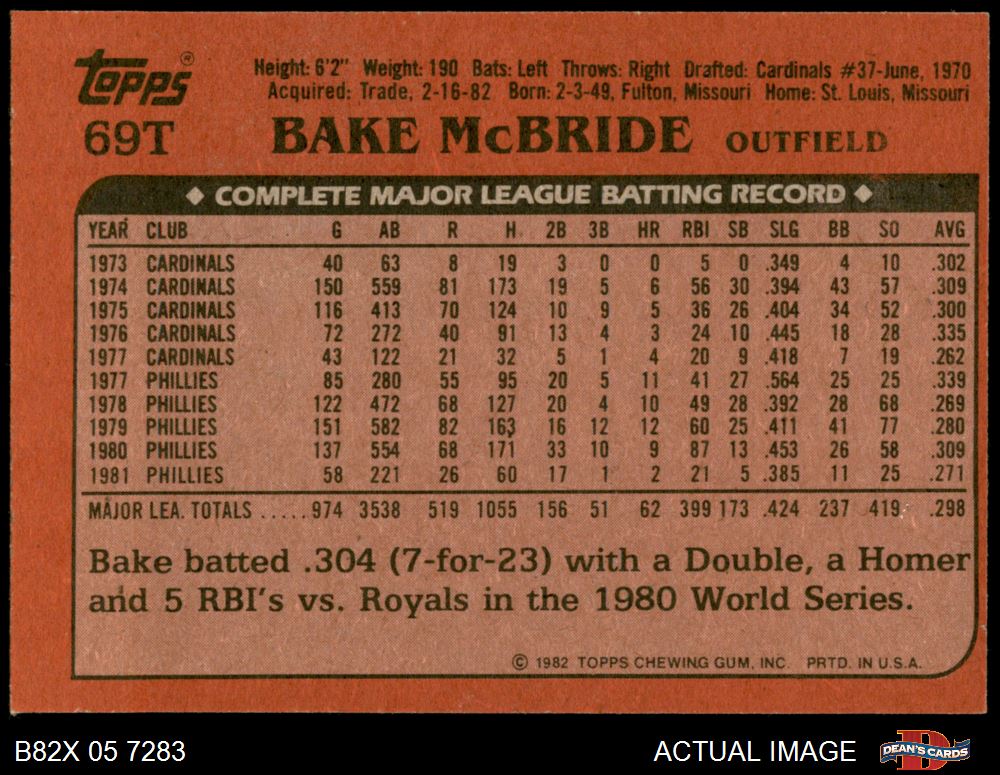 Topps®
Height: 6'2" Weight: 190 Bats: Left Throws: Right Drafted: Cardinals #37-June, 1970
Acquired: Trade, 2-16-82 Born: 2-3-49, Fulton, Missouri Home: St. Louis, Missouri
69T BAKE McBRIDE OUTFIELD
◆ COMPLETE MAJOR LEAGUE BATTING RECORD ◆
YEAR CLUB G AB R H 2B 3B HR RBI SB SLG BB SO AVG
1973 CARDINALS 40 63 8 19 3 0 0 5 0 .349 4 10 .302
1974 CARDINALS 150 559 81 173 19 5 6 56 30 .394 43 57 .309
1975 CARDINALS 116 413 70 124 10 9 5 36 26 .404 34 52 .300
1976 CARDINALS 72 272 40 91 13 4 3 24 10 .445 18 28 .335
1977 CARDINALS 43 122 21 32 5 1 4 20 9 .418 7 19 .262
1977 PHILLIES 85 280 55 95 20 5 11 41 27 .564 25 25 .339
1978 PHILLIES 122 472 68 127 20 4 10 49 28 .392 28 68 .269
1979 PHILLIES 151 582 82 163 16 12 12 60 25 .411 41 77 .280
1980 PHILLIES 137 554 68 171 33 10 9 87 13 .453 26 58 .309
1981 PHILLIES 58 221 26 60 17 1 2 21 5 .385 11 25 .271
MAJOR LEA. TOTALS .....974 3538 519 1055 156 51 62 399 173 .424 237 419 .298
Bake batted .304 (7-for-23) with a Double, a Homer
and 5 RBI's vs. Royals in the 1980 World Series.
© 1982 TOPPS CHEWING GUM, INC. PRTD. IN U.S.A.
B82X 05 7283 ACTUAL IMAGE D DEAN'S CARDS